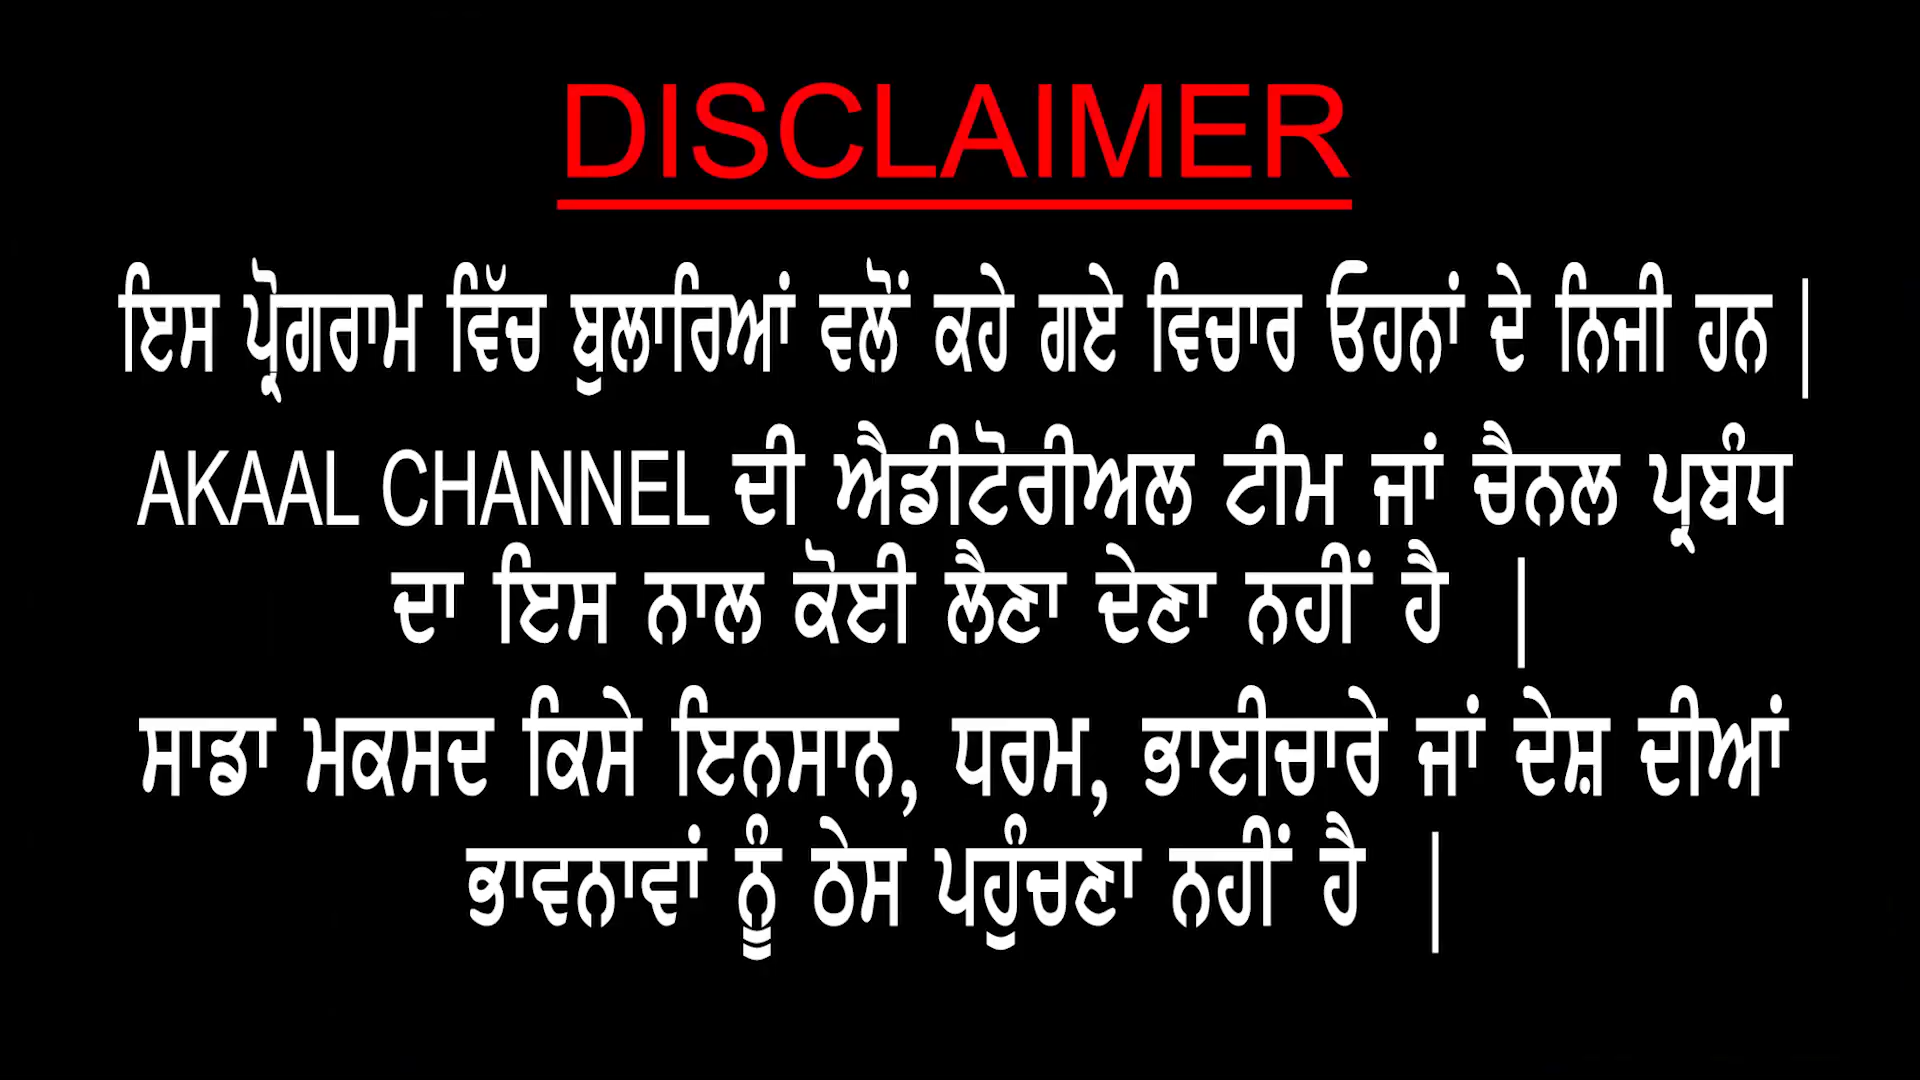 DISCLAIMER
ਇਸ ਪ੍ਰੋਗਰਾਮ ਵਿੱਚ ਬੁਲਾਰਿਆਂ ਵਲੋਂ ਕਹੇ ਗਏ ਵਿਚਾਰ ਓਹਨਾਂ ਦੇ ਨਿਜੀ ਹਨ |
AKAAL CHANNEL ਦੀ ਐਡੀਟੋਰੀਅਲ ਟੀਮ ਜਾਂ ਚੈਨਲ ਪ੍ਰਬੰਧ
ਦਾ ਇਸ ਨਾਲ ਕੋਈ ਲੈਣਾ ਦੇਣਾ ਨਹੀਂ ਹੈ |
ਸਾਡਾ ਮਕਸਦ ਕਿਸੇ ਇਨਸਾਨ, ਧਰਮ, ਭਾਈਚਾਰੇ ਜਾਂ ਦੇਸ਼ ਦੀਆਂ
ਭਾਵਨਾਵਾਂ ਨੂੰ ਠੇਸ ਪਹੁੰਚਣਾ ਨਹੀਂ ਹੈ |